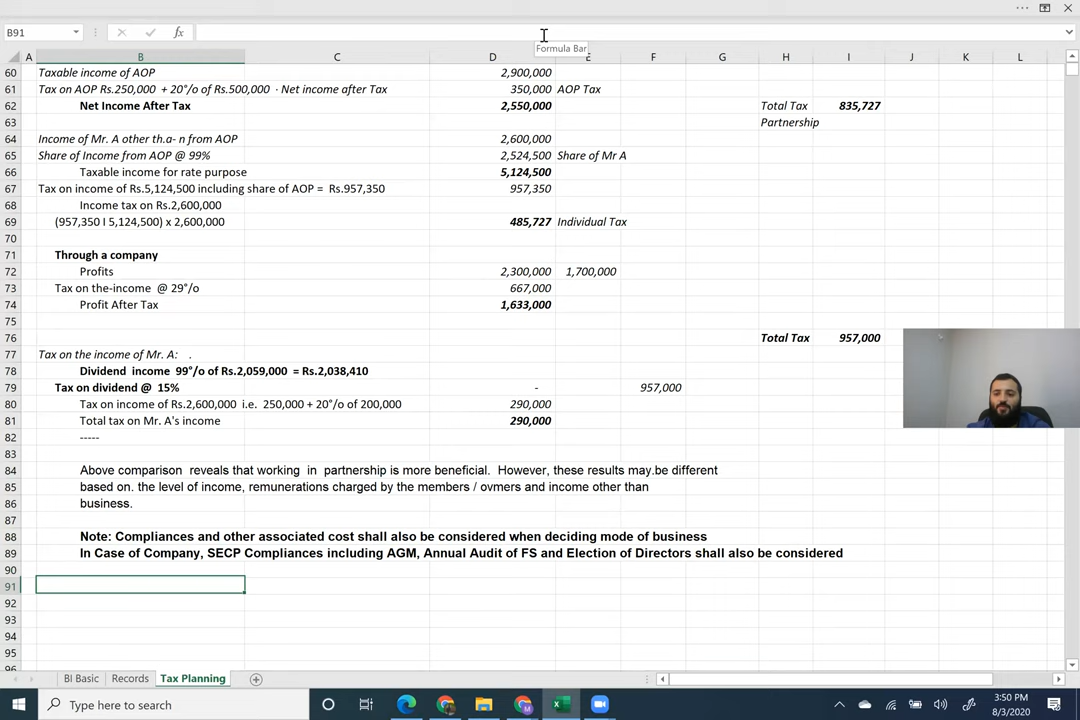 B91
fx
Formula Bar
A B C D E F G H I J K L
60 Taxable income of AOP 2,900,000
61 Tax on AOP Rs.250,000 + 20°/o of Rs.500,000 · Net income after Tax 350,000 AOP Tax
62 Net Income After Tax 2,550,000 Total Tax 835,727
63 Partnership
64 Income of Mr. A other th.a- n from AOP 2,600,000
65 Share of Income from AOP @ 99% 2,524,500 Share of Mr A
66 Taxable income for rate purpose 5,124,500
67 Tax on income of Rs.5,124,500 including share of AOP = Rs.957,350 957,350
68 Income tax on Rs.2,600,000
69 (957,350 I 5,124,500) x 2,600,000 485,727 Individual Tax
70
71 Through a company
72 Profits 2,300,000 1,700,000
73 Tax on the-income @ 29°/o 667,000
74 Profit After Tax 1,633,000
75
76 Total Tax 957,000
77 Tax on the income of Mr. A: .
78 Dividend income 99°/o of Rs.2,059,000 = Rs.2,038,410
79 Tax on dividend @ 15% - 957,000
80 Tax on income of Rs.2,600,000 i.e. 250,000 + 20°/o of 200,000 290,000
81 Total tax on Mr. A's income 290,000
82 -----
83
84 Above comparison reveals that working in partnership is more beneficial. However, these results may.be different
85 based on. the level of income, remunerations charged by the members / ovmers and income other than
86 business.
87
88 Note: Compliances and other associated cost shall also be considered when deciding mode of business
89 In Case of Company, SECP Compliances including AGM, Annual Audit of FS and Election of Directors shall also be considered
90
91
92
93
94
95
96
BI Basic Records Tax Planning
Type here to search
3:50 PM
8/3/2020